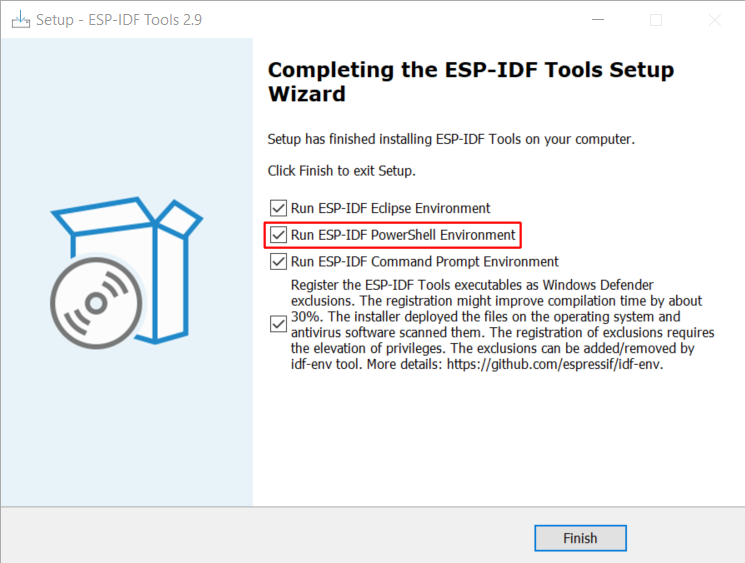 Setup - ESP-IDF Tools 2.9
Completing the ESP-IDF Tools Setup
Wizard
Setup has finished installing ESP-IDF Tools on your computer.
Click Finish to exit Setup.
Run ESP-IDF Eclipse Environment
Run ESP-IDF PowerShell Environment
Run ESP-IDF Command Prompt Environment
Register the ESP-IDF Tools executables as Windows Defender
exclusions. The registration might improve compilation time by about
30%. The installer deployed the files on the operating system and
antivirus software scanned them. The registration of exclusions requires
the elevation of privileges. The exclusions can be added/removed by
idf-env tool. More details: https://github.com/espressif/idf-env.
Finish